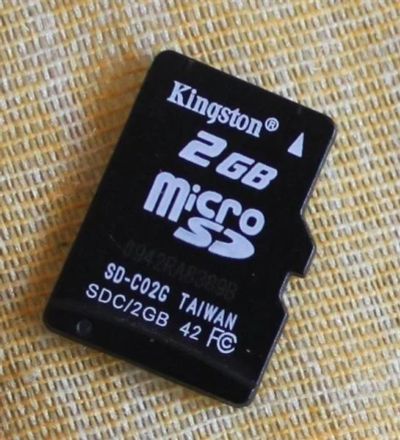 Kingston®
2GB
micro
SD
SD-C02G TAIWAN
SDC/2GB 42 FC